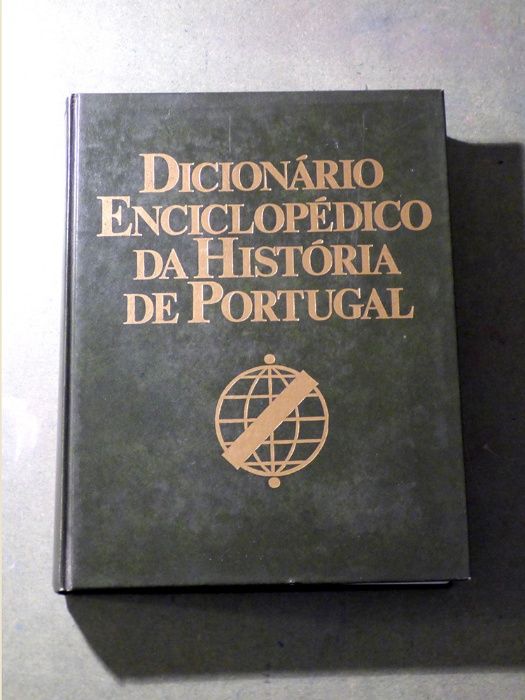 DICIONÁRIO
ENCICLOPÉDICO
DA HISTÓRIA
DE PORTUGAL